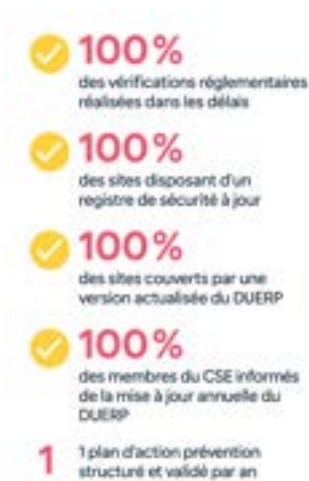 100%
des vérifications réglementaires
réalisées dans les délais
100%
des sites disposant d'un
registre de sécurité à jour
100%
des sites couverts par une
version actualisée du DUERP
100%
des membres du CSE informés
de la mise à jour annuelle du
DUERP
1
1 plan d'action prévention
structuré et validé par an